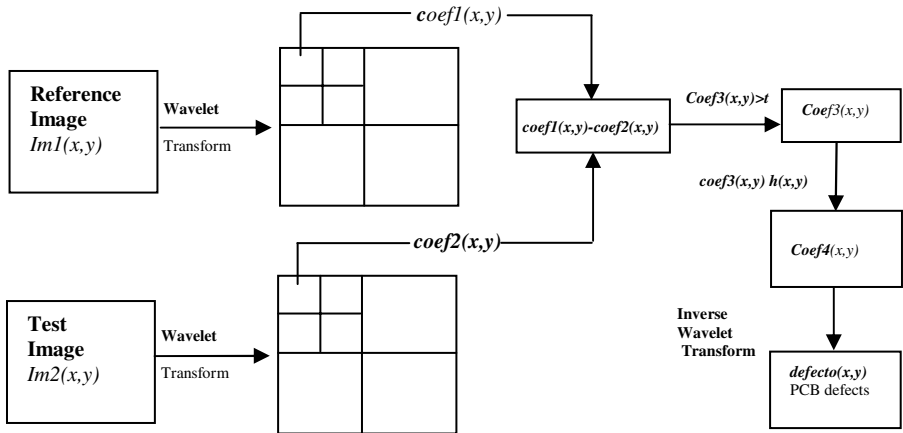 coef1(x,y)
Reference
Image
Im1(x,y)
Wavelet
Transform
coef1(x,y)-coef2(x,y)
Coef3(x,y)>t
Coef3(x,y)
coef3(x,y) h(x,y)
coef2(x,y)
Coef4(x,y)
Test
Image
Im2(x,y)
Wavelet
Transform
Inverse
Wavelet
Transform
defecto(x,y)
PCB defects